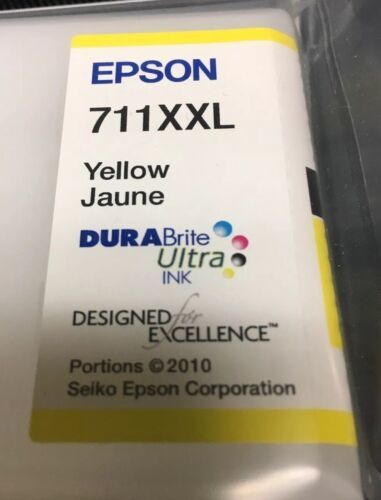 EPSON
711XXL
Yellow
Jaune
DURABrite
Ultra
INK
DESIGNED for
EXCELLENCE™
Portions ©2010
Seiko Epson Corporation